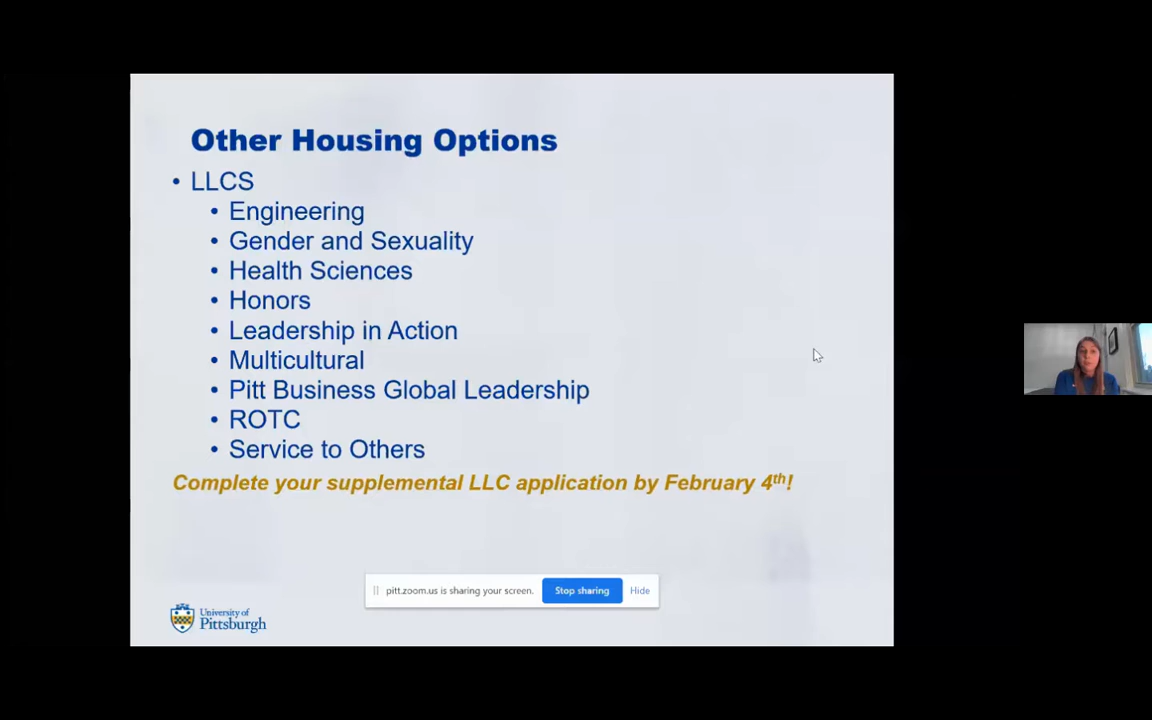 Other Housing Options
• LLCS
• Engineering
• Gender and Sexuality
• Health Sciences
• Honors
• Leadership in Action
• Multicultural
• Pitt Business Global Leadership
• ROTC
• Service to Others
Complete your supplemental LLC application by February 4th!
pitt.zoom.us is sharing your screen. Stop sharing Hide
University of
Pittsburgh